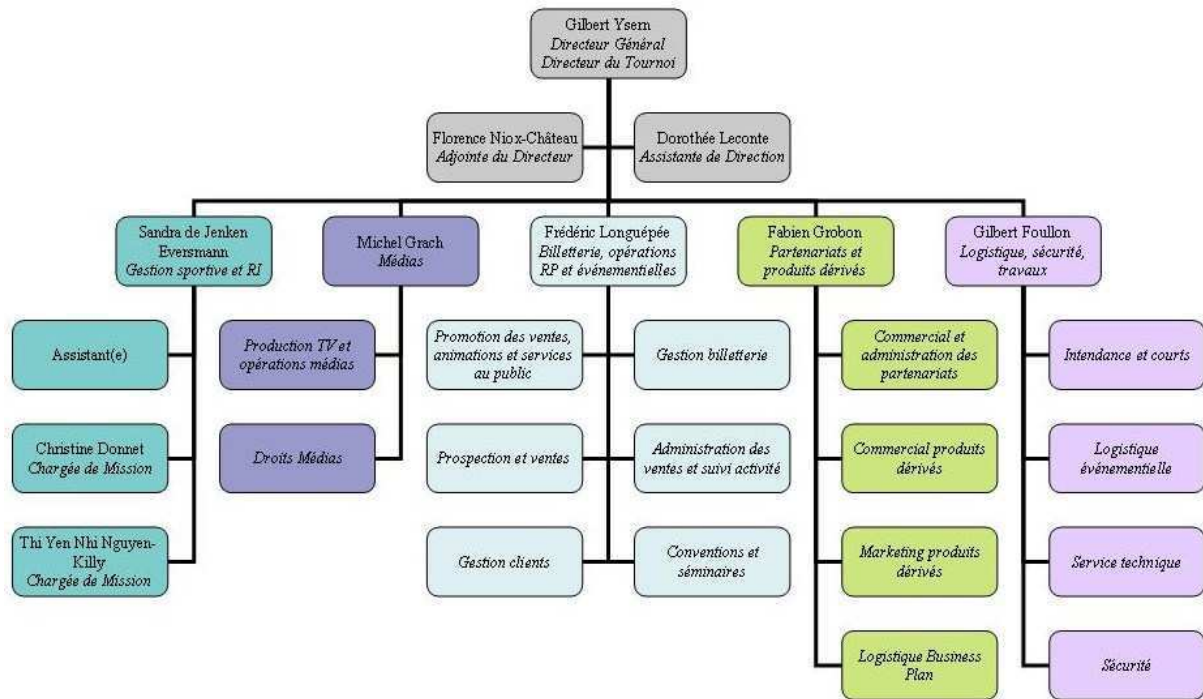 Gilbert Ysern
Directeur Général
Directeur du Tournoi
Florence Niox-Château
Adjointe du Directeur
Dorothée Leconte
Assistante de Direction
Sandra de Jenken
Eversmann
Gestion sportive et RI
Michel Grach
Médias
Frédéric Longuépée
Billetterie, opérations
RP et événementielles
Fabien Grobon
Partenariats et
produits dérivés
Gilbert Foullon
Logistique, sécurité,
travaux
Assistant(e)
Production TV et
opérations médias
Promotion des ventes,
animations et services
au public
Gestion billetterie
Commercial et
administration des
partenariats
Intendance et courts
Christine Donnet
Chargée de Mission
Droits Médias
Prospection et ventes
Administration des
ventes et suivi activité
Commercial produits
dérivés
Logistique
événementielle
Thi Yen Nhi Nguyen-
Killy
Chargée de Mission
Gestion clients
Conventions et
séminaires
Marketing produits
dérivés
Service technique
Logistique Business
Plan
Sécurité